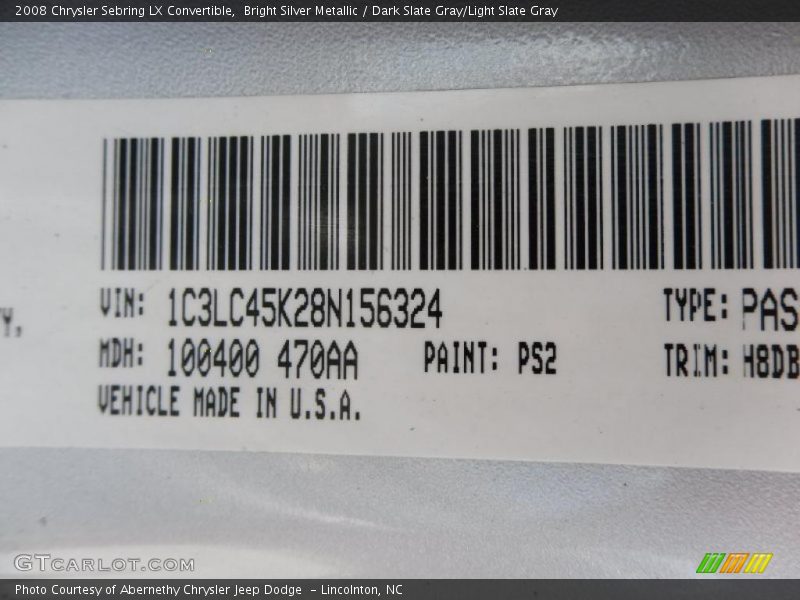 2008 Chrysler Sebring LX Convertible,  Bright Silver Metallic / Dark Slate Gray/Light Slate Gray
Y,
VIN: 1C3LC45K28N156324 TYPE: PAS
MDH: 100400 470AA PAINT: PS2 TRIM: H8DB
VEHICLE MADE IN U.S.A.
GTCARLOT.COM
Photo Courtesy of Abernethy Chrysler Jeep Dodge  – Lincolnton, NC